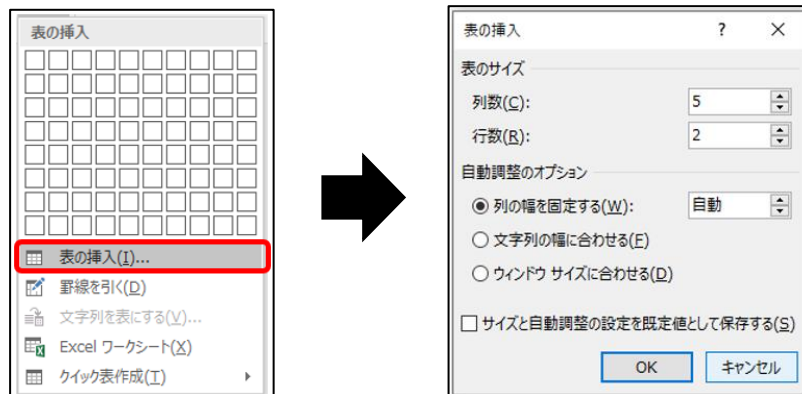 表の挿入
表の挿入(I)...
罫線を引く(D)
文字列を表にする(V)...
Excel ワークシート(X)
クイック表作成(T)
表の挿入 ?
表のサイズ
列数(C): 5
行数(R): 2
自動調整のオプション
列の幅を固定する(W): 自動
文字列の幅に合わせる(F)
ウィンドウ サイズに合わせる(D)
サイズと自動調整の設定を既定値として保存する(S)
OK キャンセル